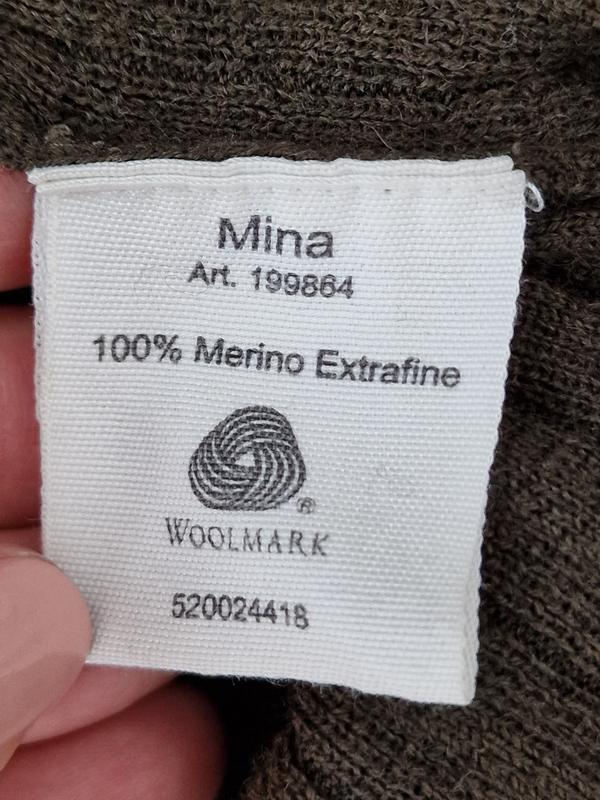 Mina
Art. 199864
100% Merino Extrafine
®
WOOLMARK
520024418